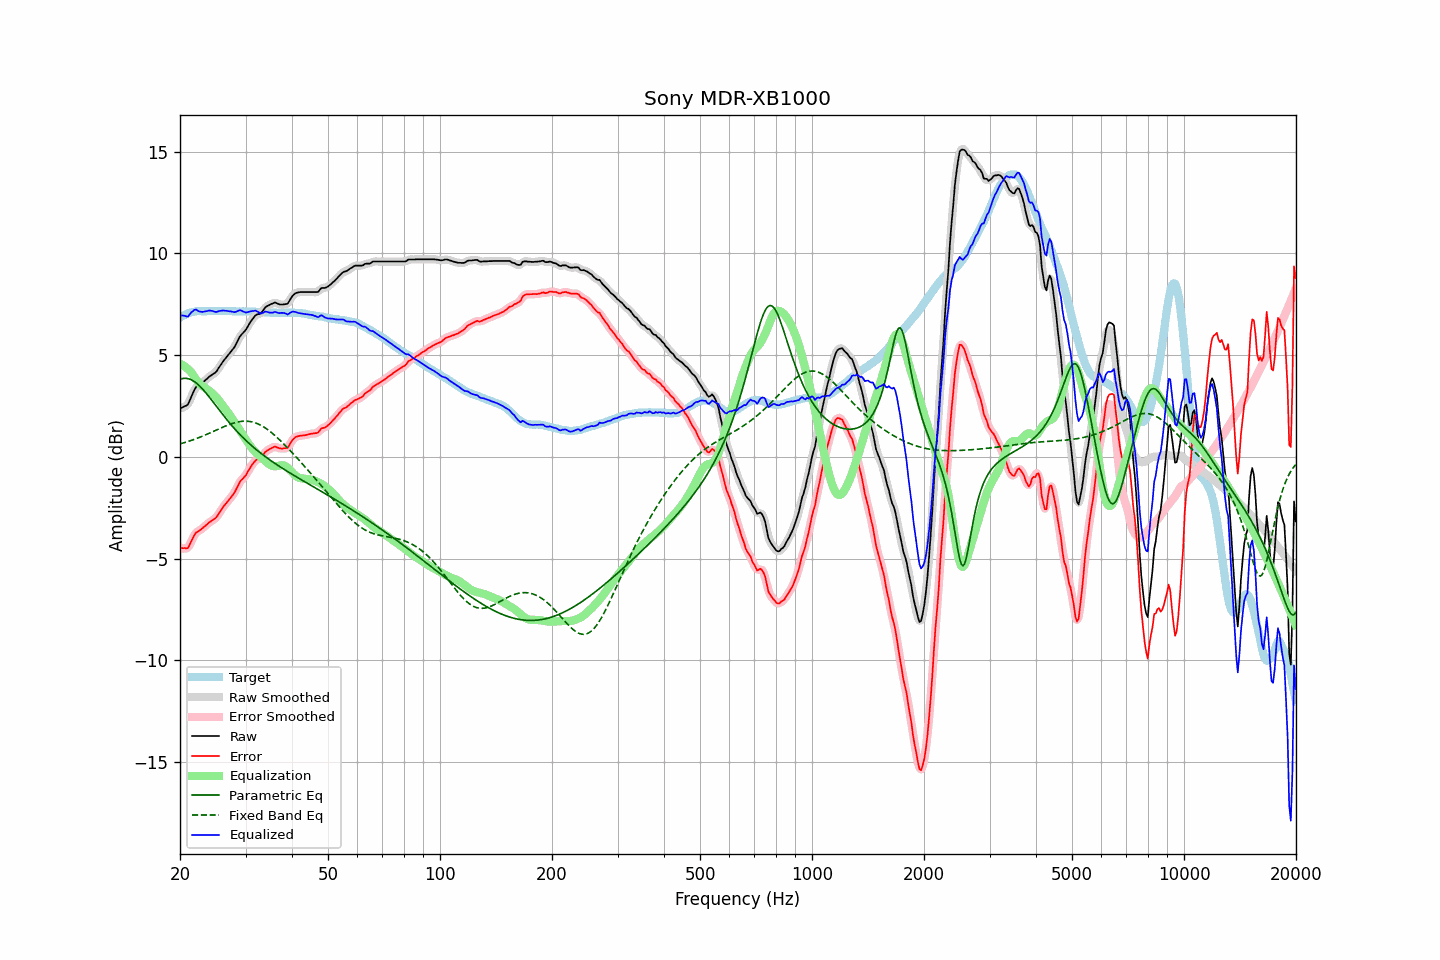 Sony MDR-XB1000
Amplitude (dBr)
15
10
5
0
−5
−10
−15
Target
Raw Smoothed
Error Smoothed
Raw
Error
Equalization
Parametric Eq
Fixed Band Eq
Equalized
20 50 100 200 500 1000 2000 5000 10000 20000
Frequency (Hz)